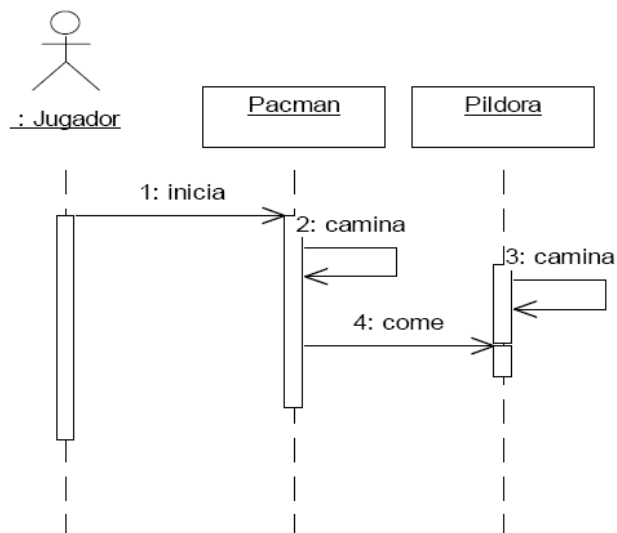 : Jugador
Pacman
Pildora
1: inicia
2: camina
3: camina
4: come